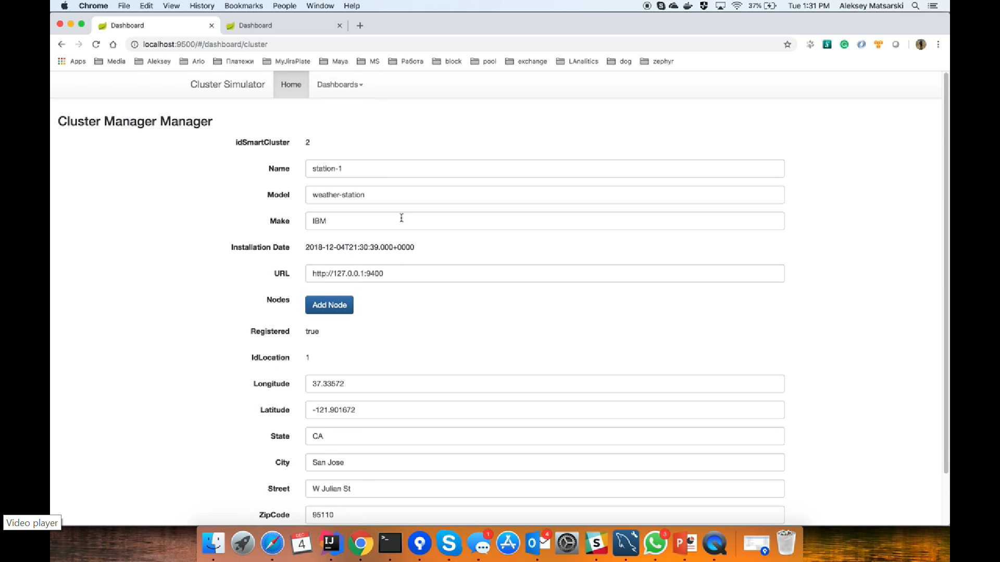 Chrome File Edit View History Bookmarks People Window Help 37% Tue 1:31 PM Aleksey Matsarski
Dashboard Dashboard
localhost:9500/#/dashboard/cluster
Apps Media Aleksey Arlo Платежи MyJiraPlate Maya MS Работа block pool exchange LAnalitics dog zephyr
Cluster Simulator Home Dashboards
Cluster Manager Manager
idSmartCluster 2
Name station-1
Model weather-station
Make IBM
Installation Date 2018-12-04T21:30:39.000+0000
URL http://127.0.0.1:9400
Nodes Add Node
Registered true
IdLocation 1
Longitude 37.33572
Latitude -121.901672
State CA
City San Jose
Street W Julian St
ZipCode 95110
Video player
DEC 4 IJ >_ S 1 O 4 S 3 P